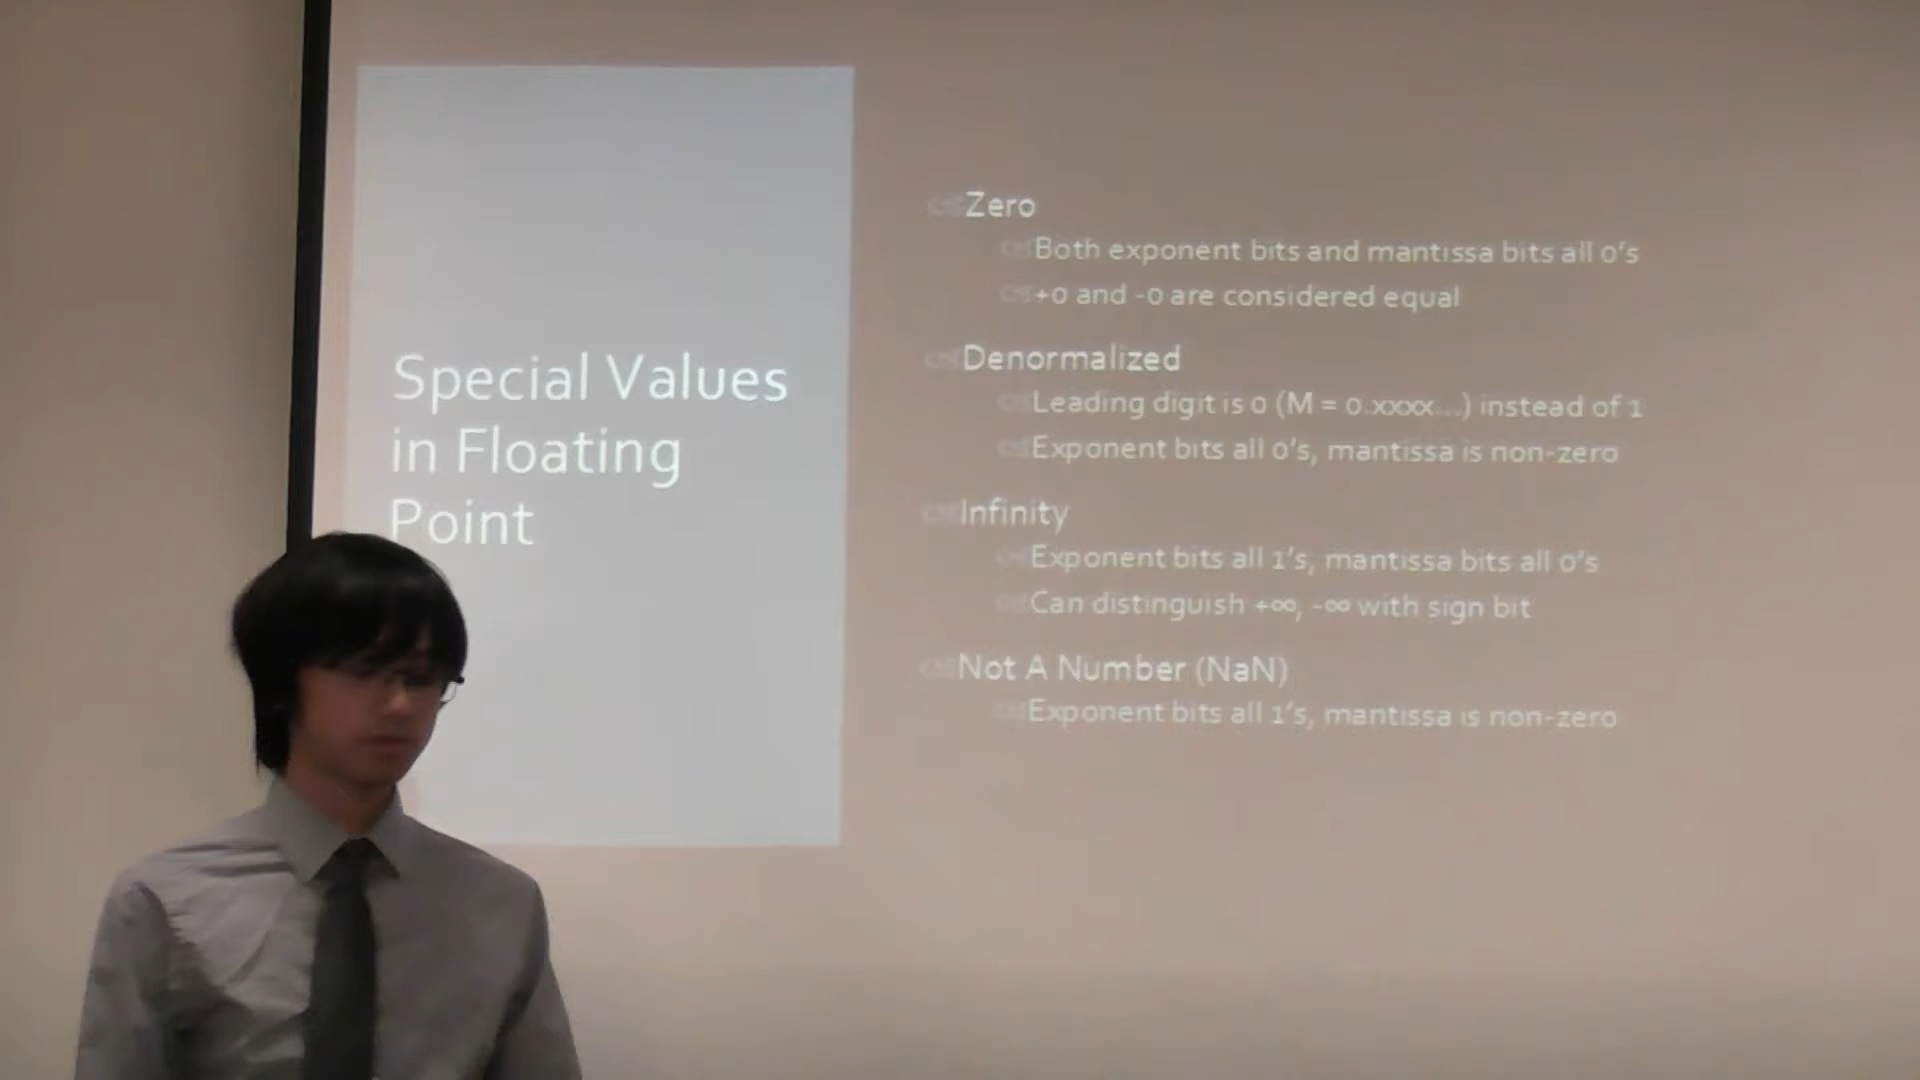 Special Values
in Floating
Point
Zero
Both exponent bits and mantissa bits all 0's
+0 and -0 are considered equal
Denormalized
Leading digit is 0 (M = 0.xxxx...) instead of 1
Exponent bits all 0's, mantissa is non-zero
Infinity
Exponent bits all 1's, mantissa bits all 0's
Can distinguish +∞, -∞ with sign bit
Not A Number (NaN)
Exponent bits all 1's, mantissa is non-zero